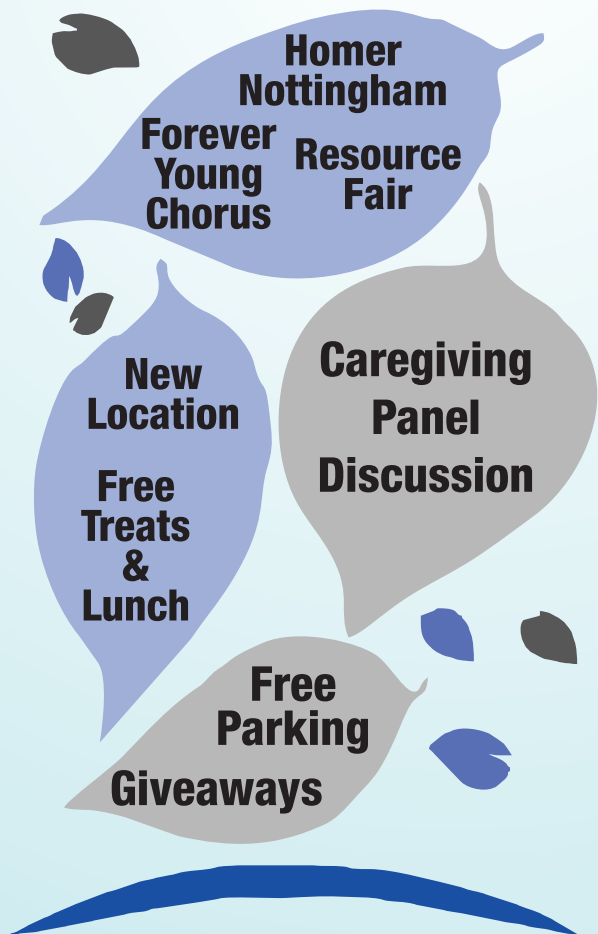 Homer
Nottingham
Forever
Young
Chorus
Resource
Fair
New
Location
Free
Treats
&
Lunch
Caregiving
Panel
Discussion
Free
Parking
Giveaways